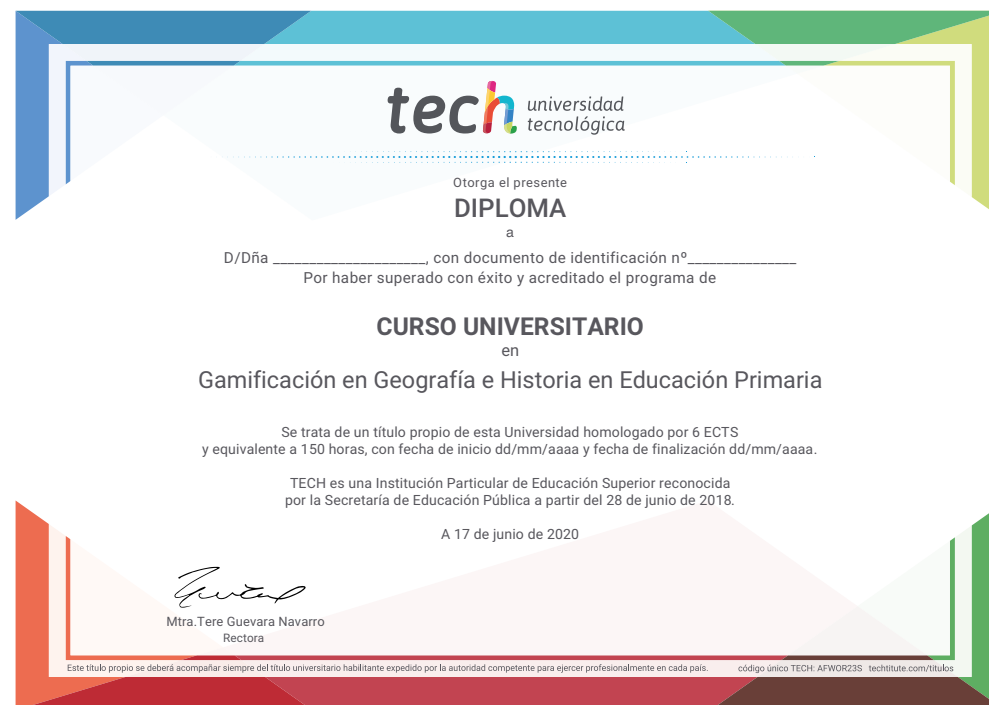 tech universidad
tecnológica
Otorga el presente
DIPLOMA
a
D/Dña ______________________, con documento de identificación nº_______________
Por haber superado con éxito y acreditado el programa de
CURSO UNIVERSITARIO
en
Gamificación en Geografía e Historia en Educación Primaria
Se trata de un título propio de esta Universidad homologado por 6 ECTS
y equivalente a 150 horas, con fecha de inicio dd/mm/aaaa y fecha de finalización dd/mm/aaaa.
TECH es una Institución Particular de Educación Superior reconocida
por la Secretaría de Educación Pública a partir del 28 de junio de 2018.
A 17 de junio de 2020
Mtra.Tere Guevara Navarro
Rectora
Este título propio se deberá acompañar siempre del título universitario habilitante expedido por la autoridad competente para ejercer profesionalmente en cada país. código único TECH: AFWOR23S techtitute.com/titulos